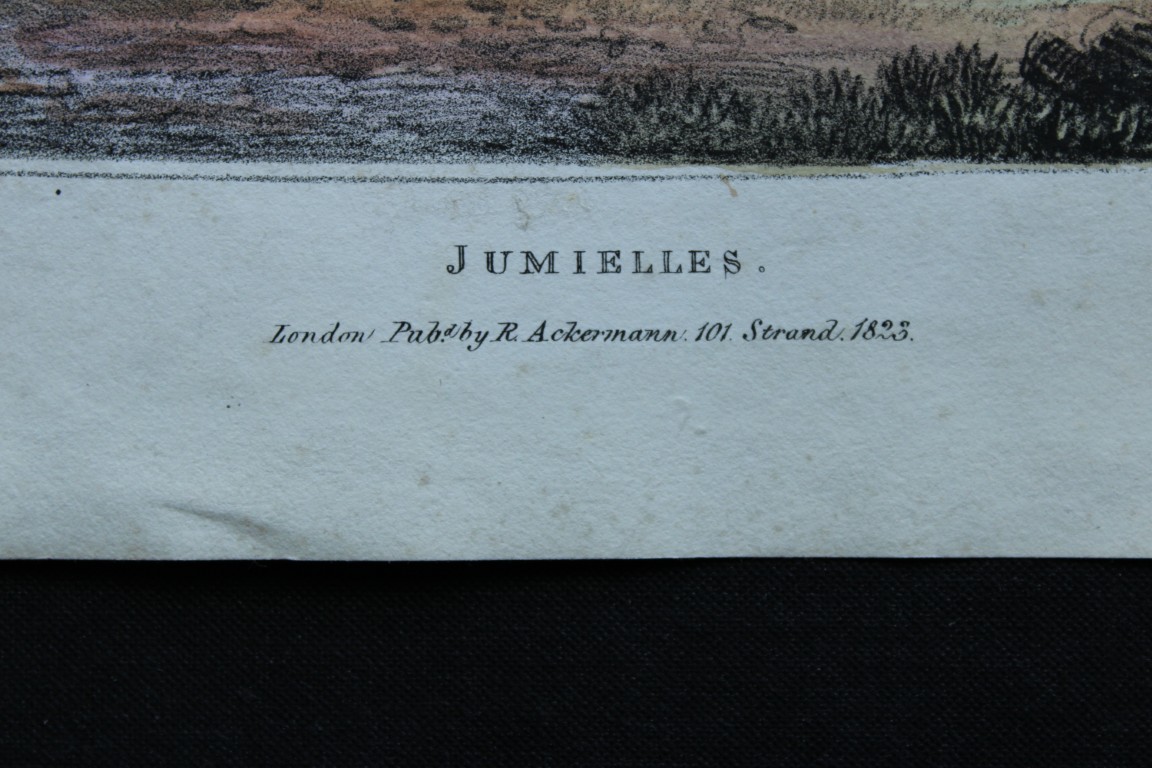 JUMIELLES.
London Pub.d by R. Ackermann. 101. Strand. 1823.